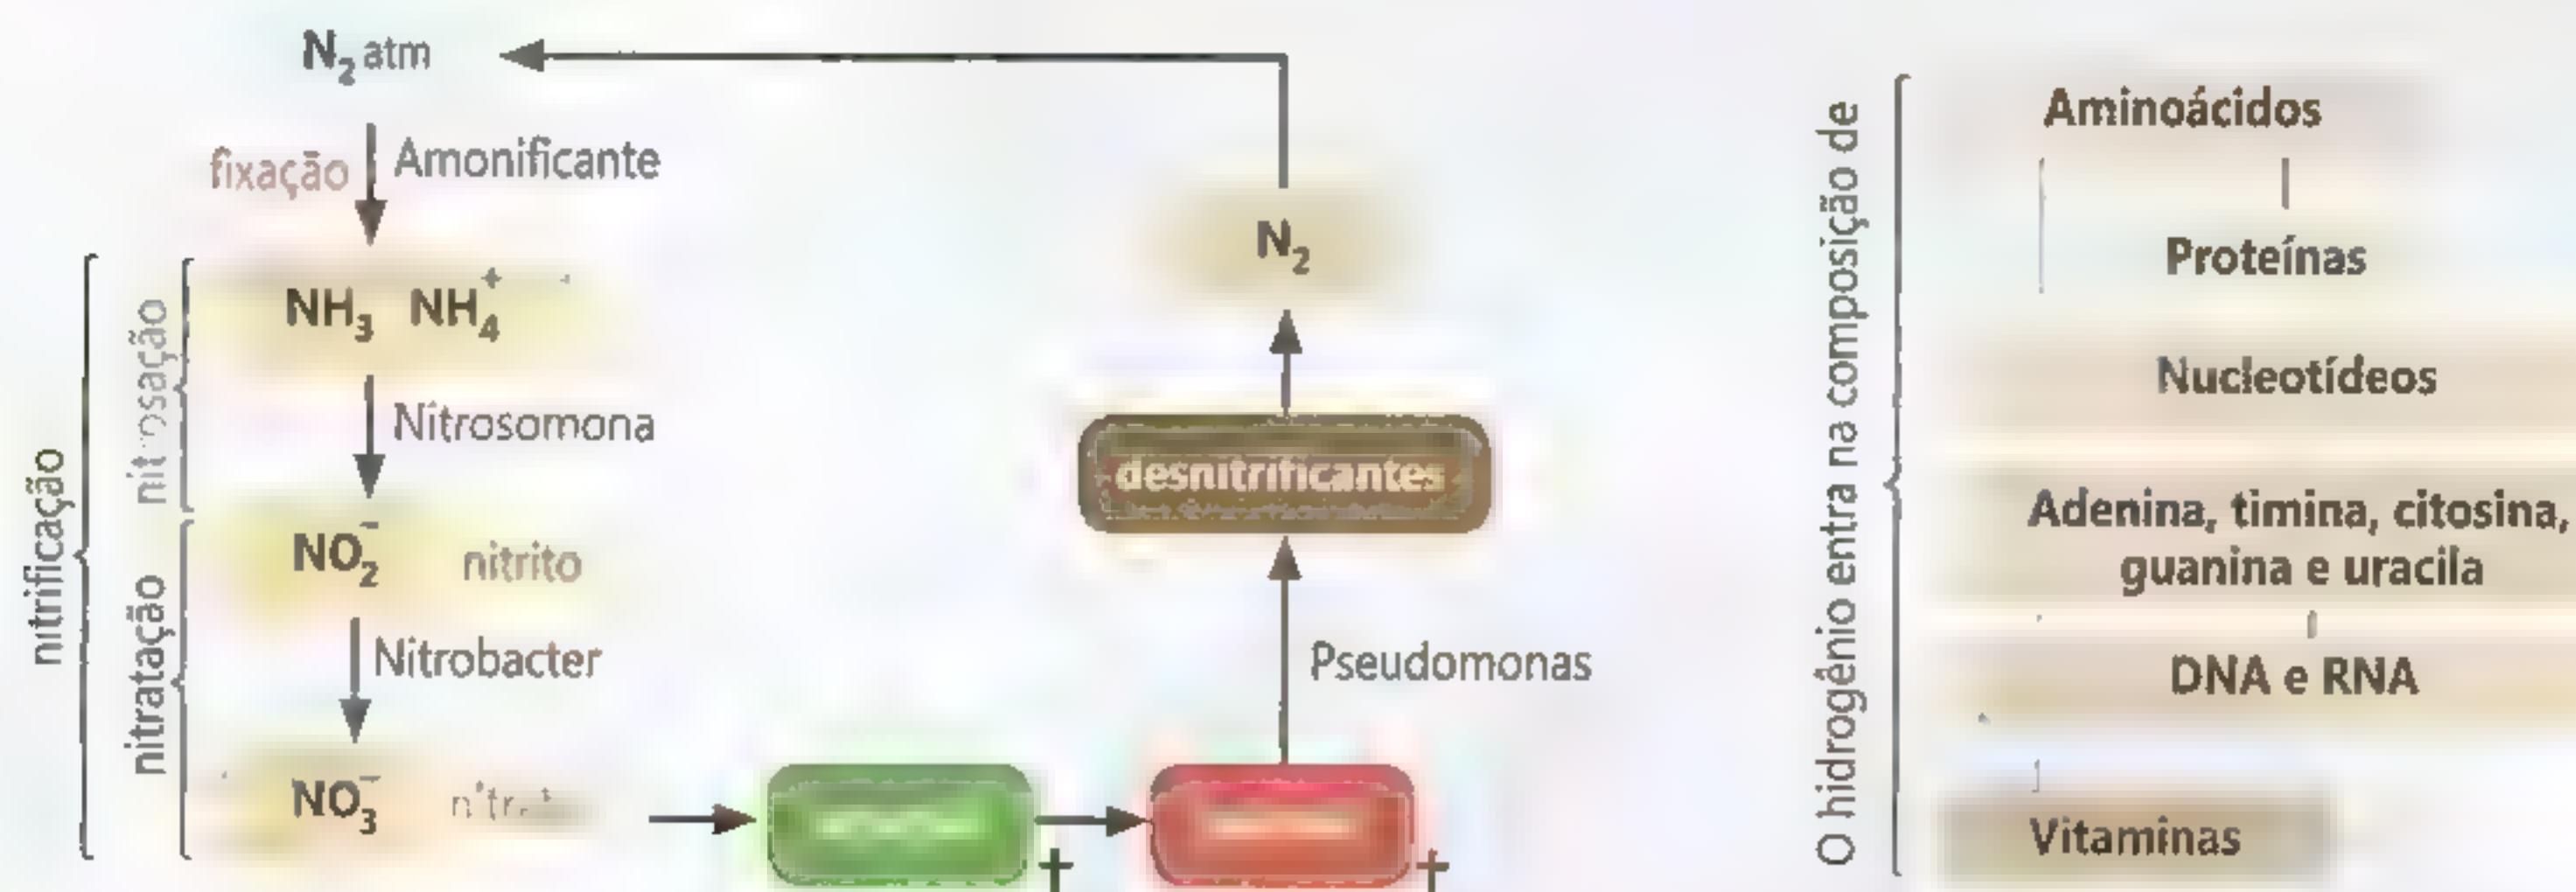 N₂ atm
fixação
Amonificante
NH₃ NH₄⁺
Nitrosomona
NO₂⁻ nitrito
Nitrobacter
NO₃⁻
nitrificação
nitrosação
nitratação
N₂
desnitrificantes
Pseudomonas
O hidrogênio entra na composição de
Aminoácidos
Proteínas
Nucleotídeos
Adenina, timina, citosina,
guanina e uracila
DNA e RNA
Vitaminas